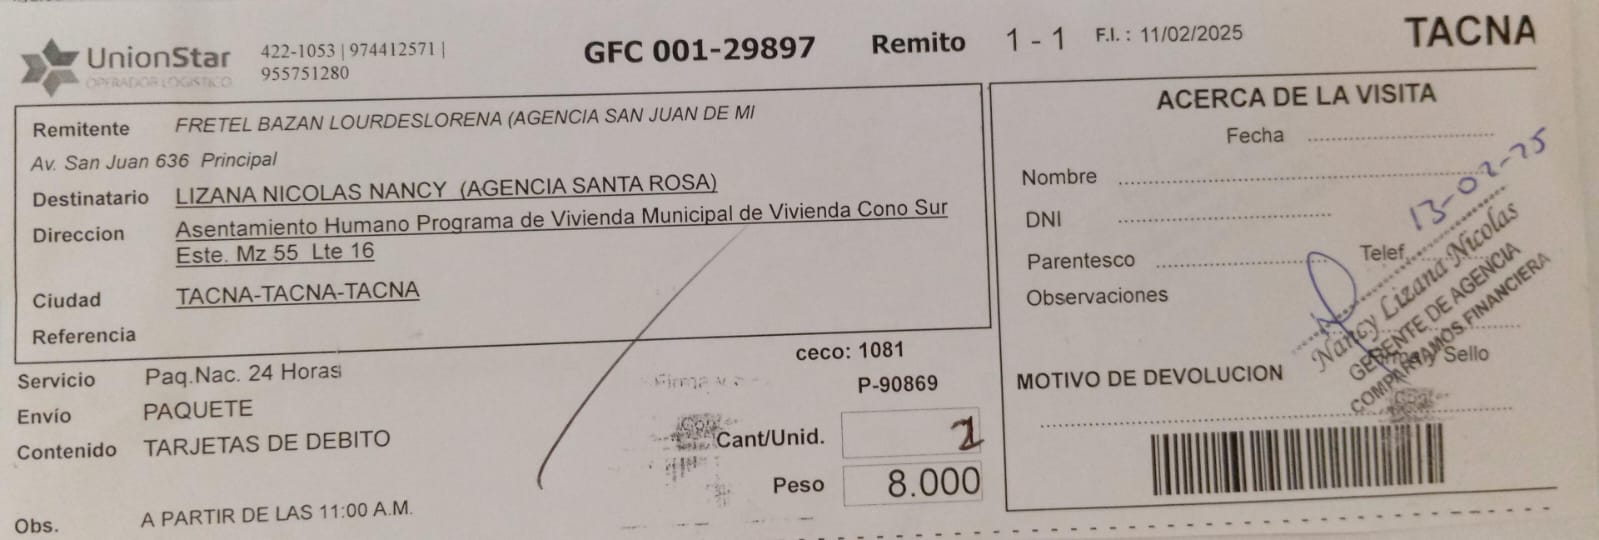 UnionStar
OPERADOR LOGISTICO
422-1053 | 974412571 |
955751280
GFC 001-29897 Remito 1 - 1 F.I. : 11/02/2025 TACNA
Remitente FRETEL BAZAN LOURDESLORENA (AGENCIA SAN JUAN DE MI
Av. San Juan 636 Principal
Destinatario LIZANA NICOLAS NANCY (AGENCIA SANTA ROSA)
Direccion Asentamiento Humano Programa de Vivienda Municipal de Vivienda Cono Sur
Este. Mz 55 Lte 16
Ciudad TACNA-TACNA-TACNA
Referencia
Servicio Paq.Nac. 24 Horas
Envío PAQUETE
Contenido TARJETAS DE DEBITO
Obs. A PARTIR DE LAS 11:00 A.M.
ceco: 1081
P-90869
Cant/Unid.
Peso 8.000
ACERCA DE LA VISITA
Fecha
Nombre
DNI
Parentesco
Telef.
Observaciones
13-02-25
Nancy Lizana Nicolas
GERENTE DE AGENCIA
COMPARTAMOS FINANCIERA
Firma y Sello
MOTIVO DE DEVOLUCION